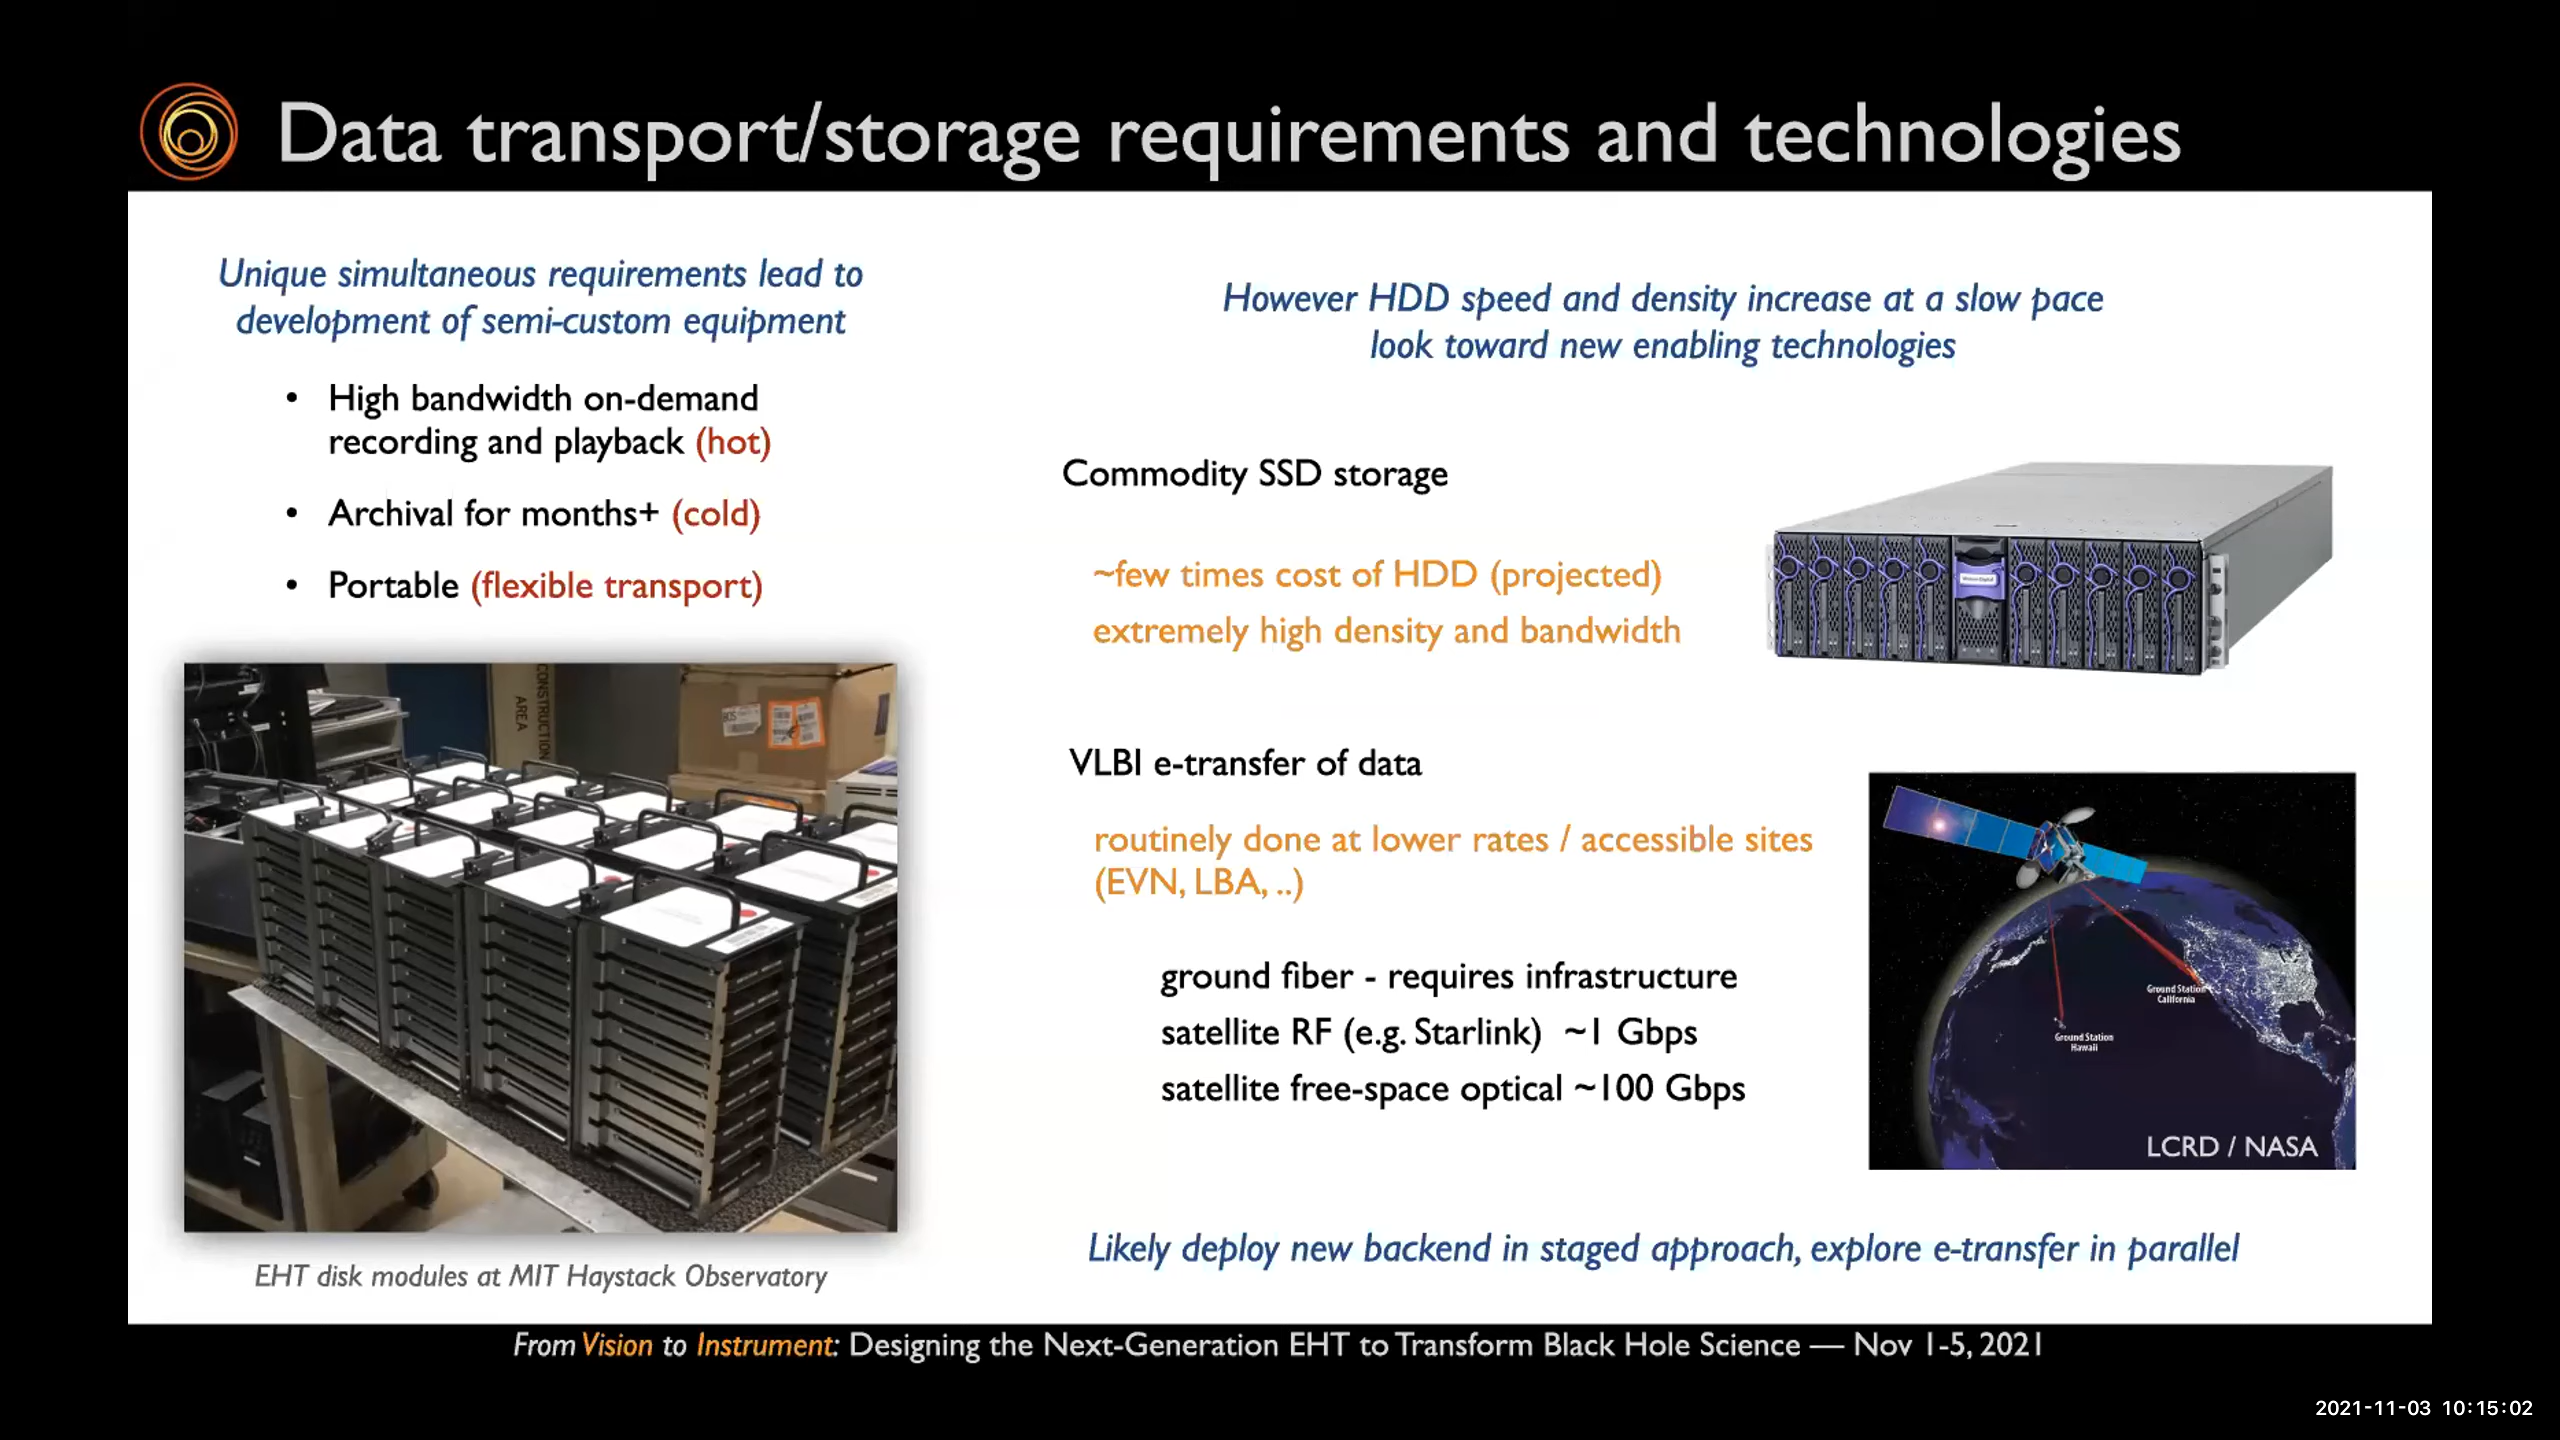 Data transport/storage requirements and technologies
Unique simultaneous requirements lead to
development of semi-custom equipment
• High bandwidth on-demand
recording and playback (hot)
• Archival for months+ (cold)
• Portable (flexible transport)
CONSTRUCTION
AREA
BOS
EHT disk modules at MIT Haystack Observatory
However HDD speed and density increase at a slow pace
look toward new enabling technologies
Commodity SSD storage
~few times cost of HDD (projected)
extremely high density and bandwidth
VLBI e-transfer of data
routinely done at lower rates / accessible sites
(EVN, LBA, ..)
ground fiber - requires infrastructure
satellite RF (e.g. Starlink) ~1 Gbps
satellite free-space optical ~100 Gbps
Ground Station
California
Ground Station
Hawaii
LCRD / NASA
Likely deploy new backend in staged approach, explore e-transfer in parallel
From Vision to Instrument: Designing the Next-Generation EHT to Transform Black Hole Science — Nov 1-5, 2021
2021-11-03 10:15:02